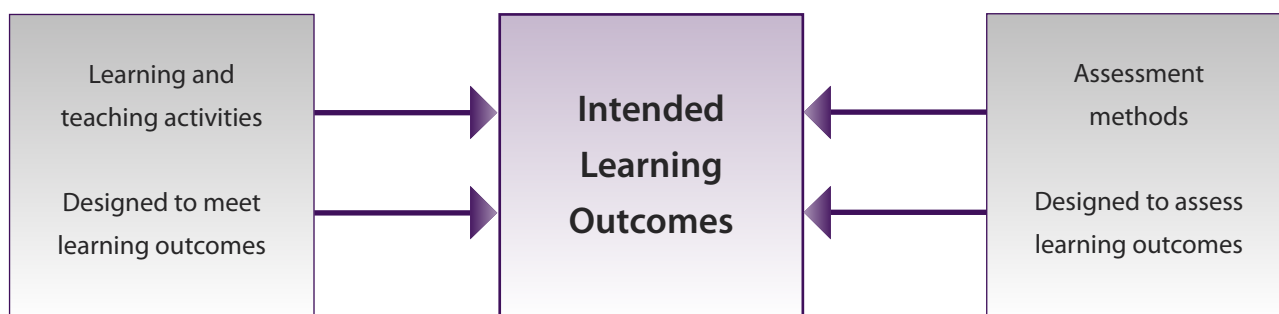 Learning and
teaching activities
Designed to meet
learning outcomes
Intended
Learning
Outcomes
Assessment
methods
Designed to assess
learning outcomes